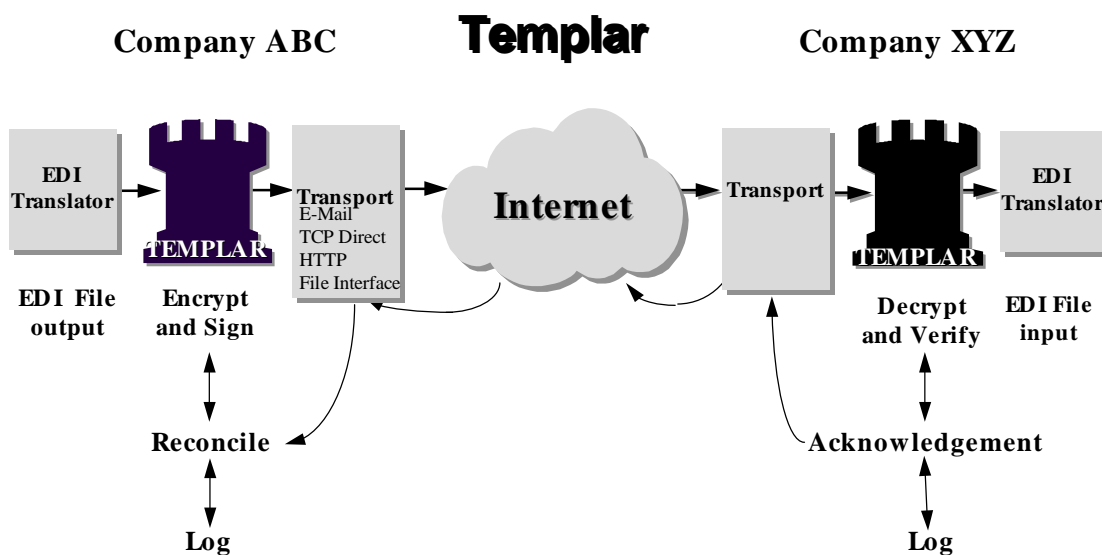 Company ABC
Templar
Company XYZ
EDI
Translator
TEMPLAR
Transport
E-Mail
TCP Direct
HTTP
File Interface
Internet
Transport
TEMPLAR
EDI
Translator
EDI File
output
Encrypt
and Sign
Decrypt
and Verify
EDI File
input
Reconcile
Acknowledgement
Log
Log